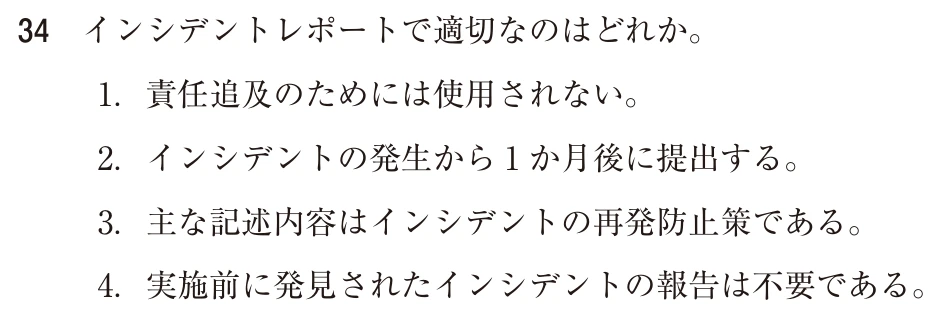 34 インシデントレポートで適切なのはどれか。
1. 責任追及のためには使用されない。
2. インシデントの発生から1か月後に提出する。
3. 主な記述内容はインシデントの再発防止策である。
4. 実施前に発見されたインシデントの報告は不要である。